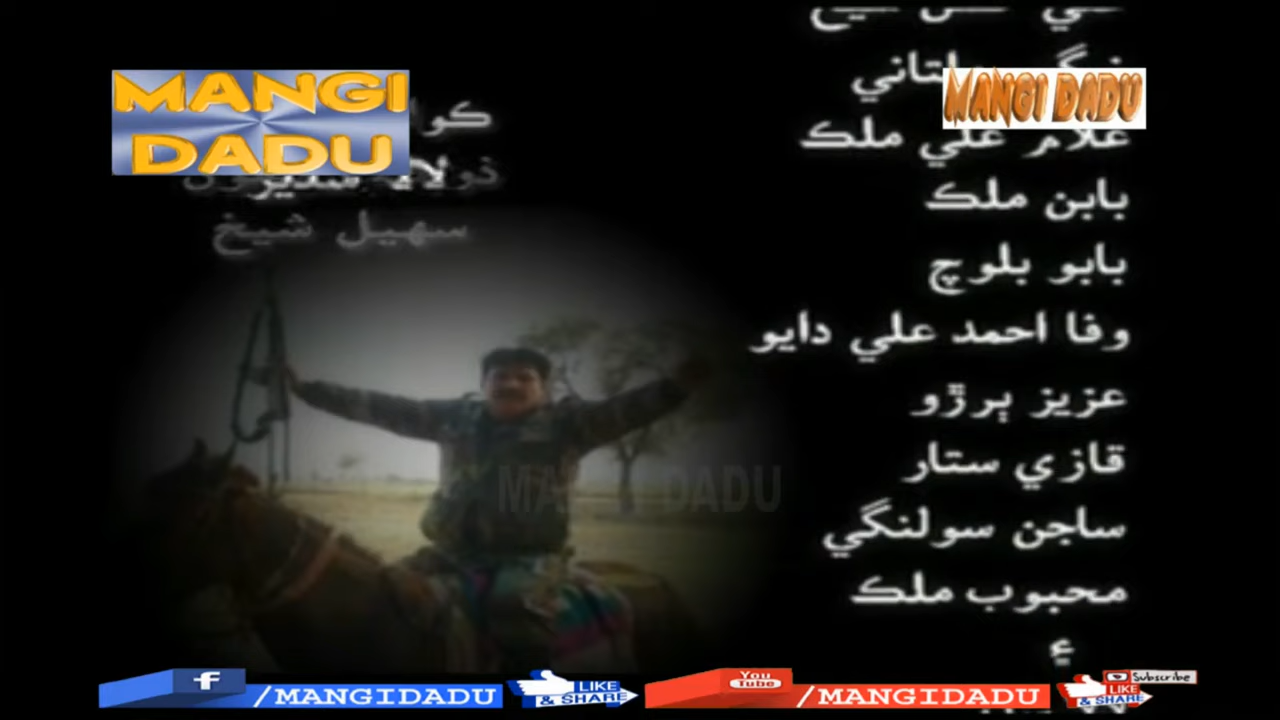 MANGI
DADU
MANGI DADU
غلام علي ملڪ
بابن ملڪ
بابو بلوچ
وفا احمد علي دايو
عزيز ٻرڙو
قازي ستار
ساجن سولنگي
محبوب ملڪ
۽
سهيل شيخ
MANGI DADU
f /MANGIDADU
LIKE
& SHARE
You
Tube
/MANGIDADU
LIKE
& SHARE
Subscribe